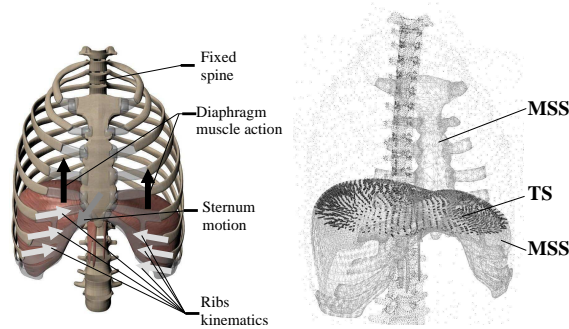 Fixed
spine
Diaphragm
muscle action
Sternum
motion
Ribs
kinematics
MSS
TS
MSS